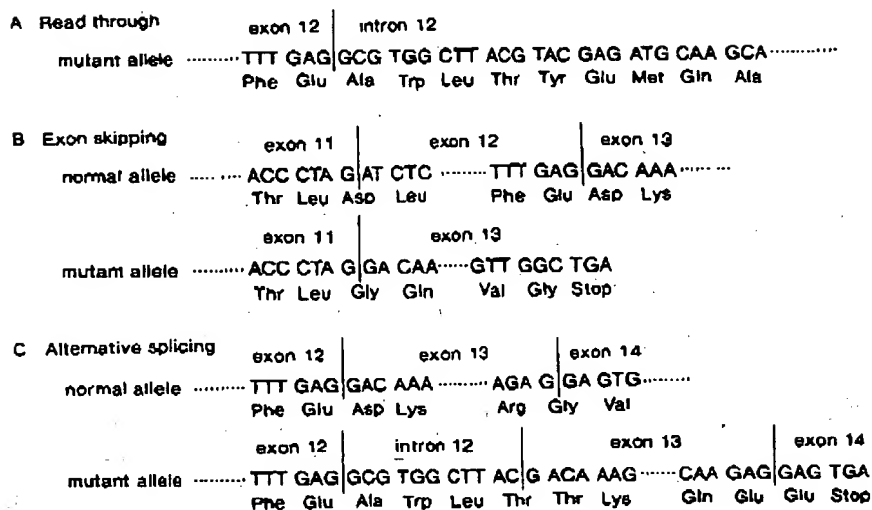 A Read through
exon 12 intron 12
mutant allele ········· TTT GAG GCG TGG CTT ACG TAC GAG ATG CAA GCA ···········
Phe Glu Ala Trp Leu Thr Tyr Glu Met Gln Ala
B Exon skipping
exon 11 exon 12 exon 13
normal allele ····· ··· ACC CTA G AT CTC ········ TTT GAG GAC AAA ······ ···
Thr Leu Asp Leu Phe Glu Asp Lys
exon 11 exon 13
mutant allele ········· ACC CTA G GA CAA ····· GTT GGC TGA
Thr Leu Gly Gln Val Gly Stop
C Alternative splicing
exon 12 exon 13 exon 14
normal allele ········· TTT GAG GAC AAA ········· AGA G GA GTG ········
Phe Glu Asp Lys Arg Gly Val
exon 12 intron 12 exon 13 exon 14
mutant allele ········· TTT GAG GCG TGG CTT AC G ACA AAG ······ CAA GAG GAG TGA
Phe Glu Ala Trp Leu Thr Thr Lys Gln Glu Glu Stop